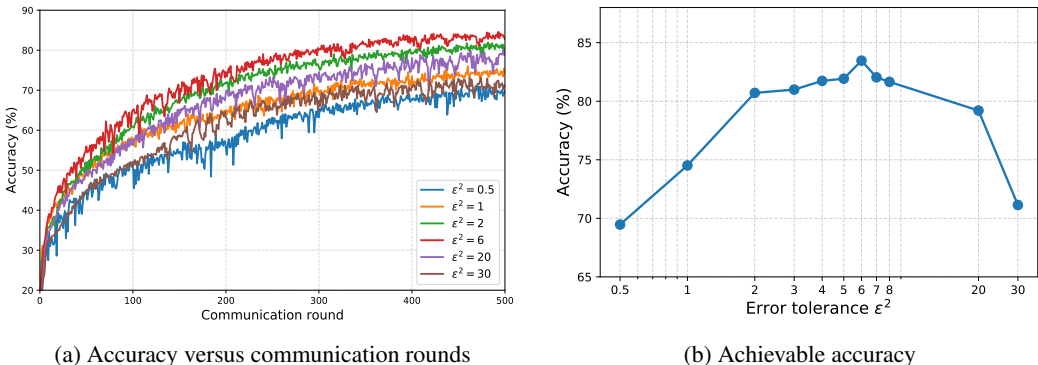 90
80
70
60
50
40
30
20
0
100
200
300
400
500
Accuracy (%)
Communication round
ε² = 0.5
ε² = 1
ε² = 2
ε² = 6
ε² = 20
ε² = 30
(a) Accuracy versus communication rounds
85
80
75
70
65
0.5
1
2
3
4
5
6
7
8
20
30
Accuracy (%)
Error tolerance ε²
(b) Achievable accuracy